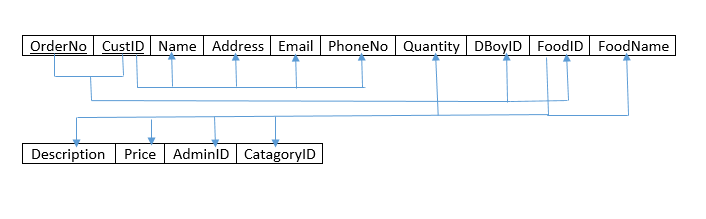 OrderNo CustID Name Address Email PhoneNo Quantity DBoyID FoodID FoodName
Description Price AdminID CatagoryID